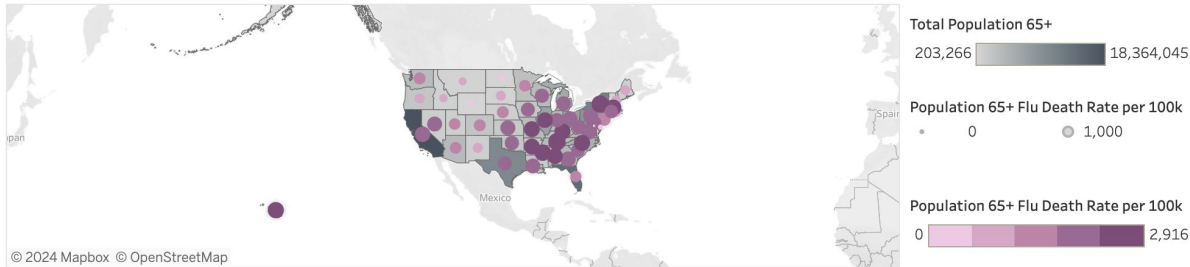 Total Population 65+
203,266 18,364,045
Population 65+ Flu Death Rate per 100k
0 1,000
Population 65+ Flu Death Rate per 100k
0 2,916
apan
Spain
Mexico
© 2024 Mapbox © OpenStreetMap